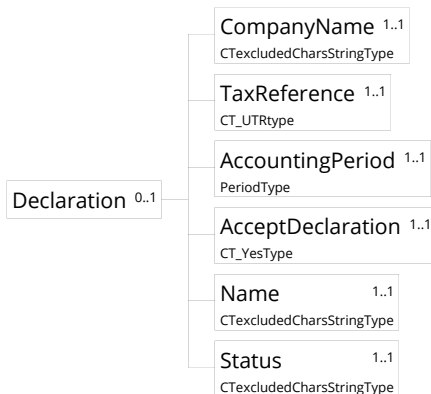 CompanyName 1..1
CTexcludedCharsStringType
TaxReference 1..1
CT_UTRtype
AccountingPeriod 1..1
PeriodType
Declaration 0..1
AcceptDeclaration 1..1
CT_YesType
Name 1..1
CTexcludedCharsStringType
Status 1..1
CTexcludedCharsStringType